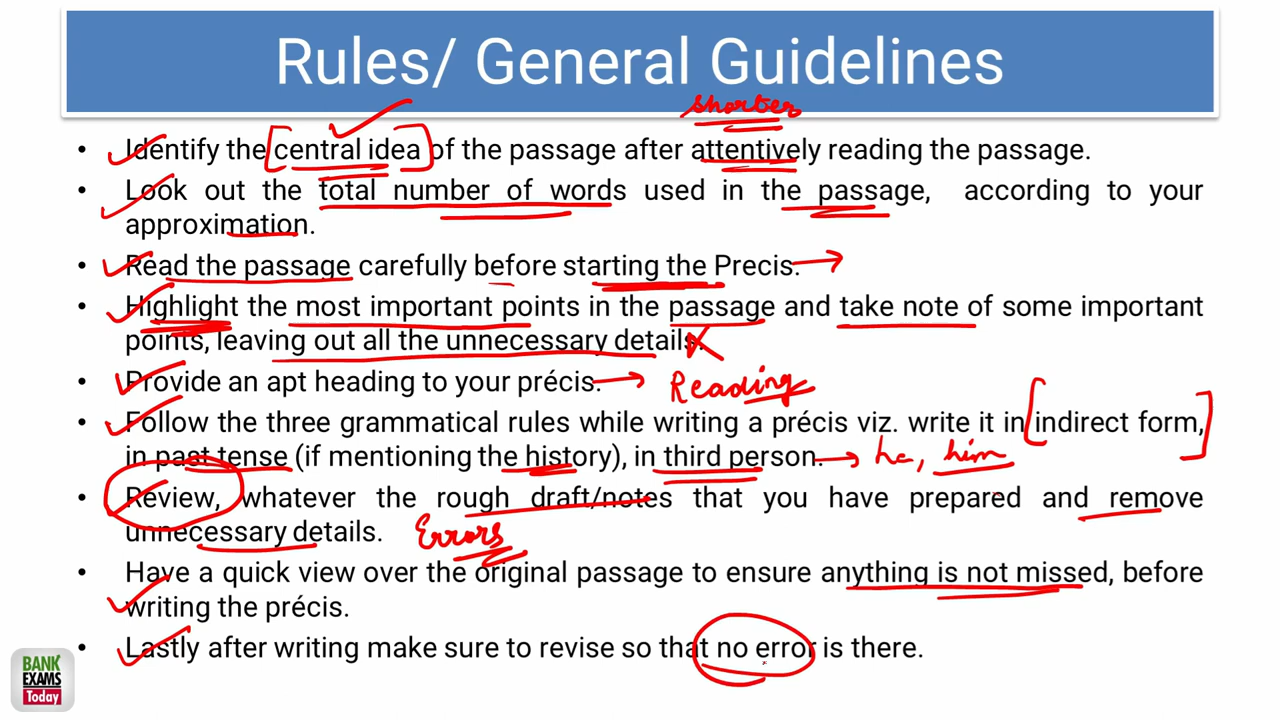 Rules/ General Guidelines
shorter
• Identify the [central idea] of the passage after attentively reading the passage.
• Look out the total number of words used in the passage, according to your
approximation.
• Read the passage carefully before starting the Precis.
• Highlight the most important points in the passage and take note of some important
points, leaving out all the unnecessary details.
• Provide an apt heading to your précis. → Reading
• Follow the three grammatical rules while writing a précis viz. write it in [indirect form,]
in past tense (if mentioning the history), in third person. → he, him
• Review, whatever the rough draft/notes that you have prepared and remove
unnecessary details. Errors
• Have a quick view over the original passage to ensure anything is not missed, before
writing the précis.
• Lastly after writing make sure to revise so that no error is there.
BANK
EXAMS
Today